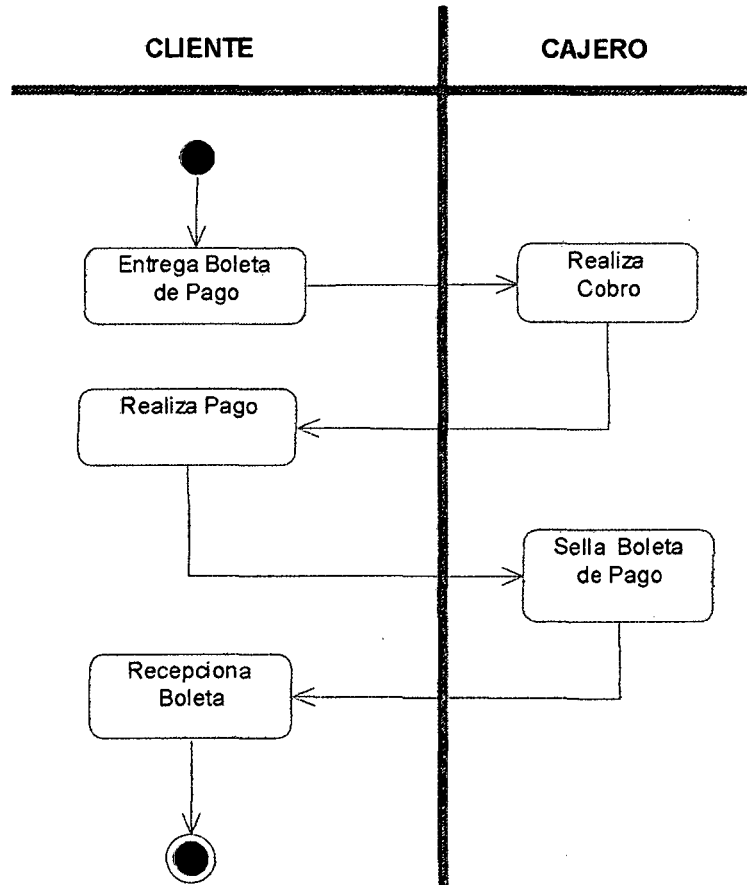 CLIENTE
CAJERO
Entrega Boleta
de Pago
Realiza
Cobro
Realiza Pago
Sella Boleta
de Pago
Recepciona
Boleta